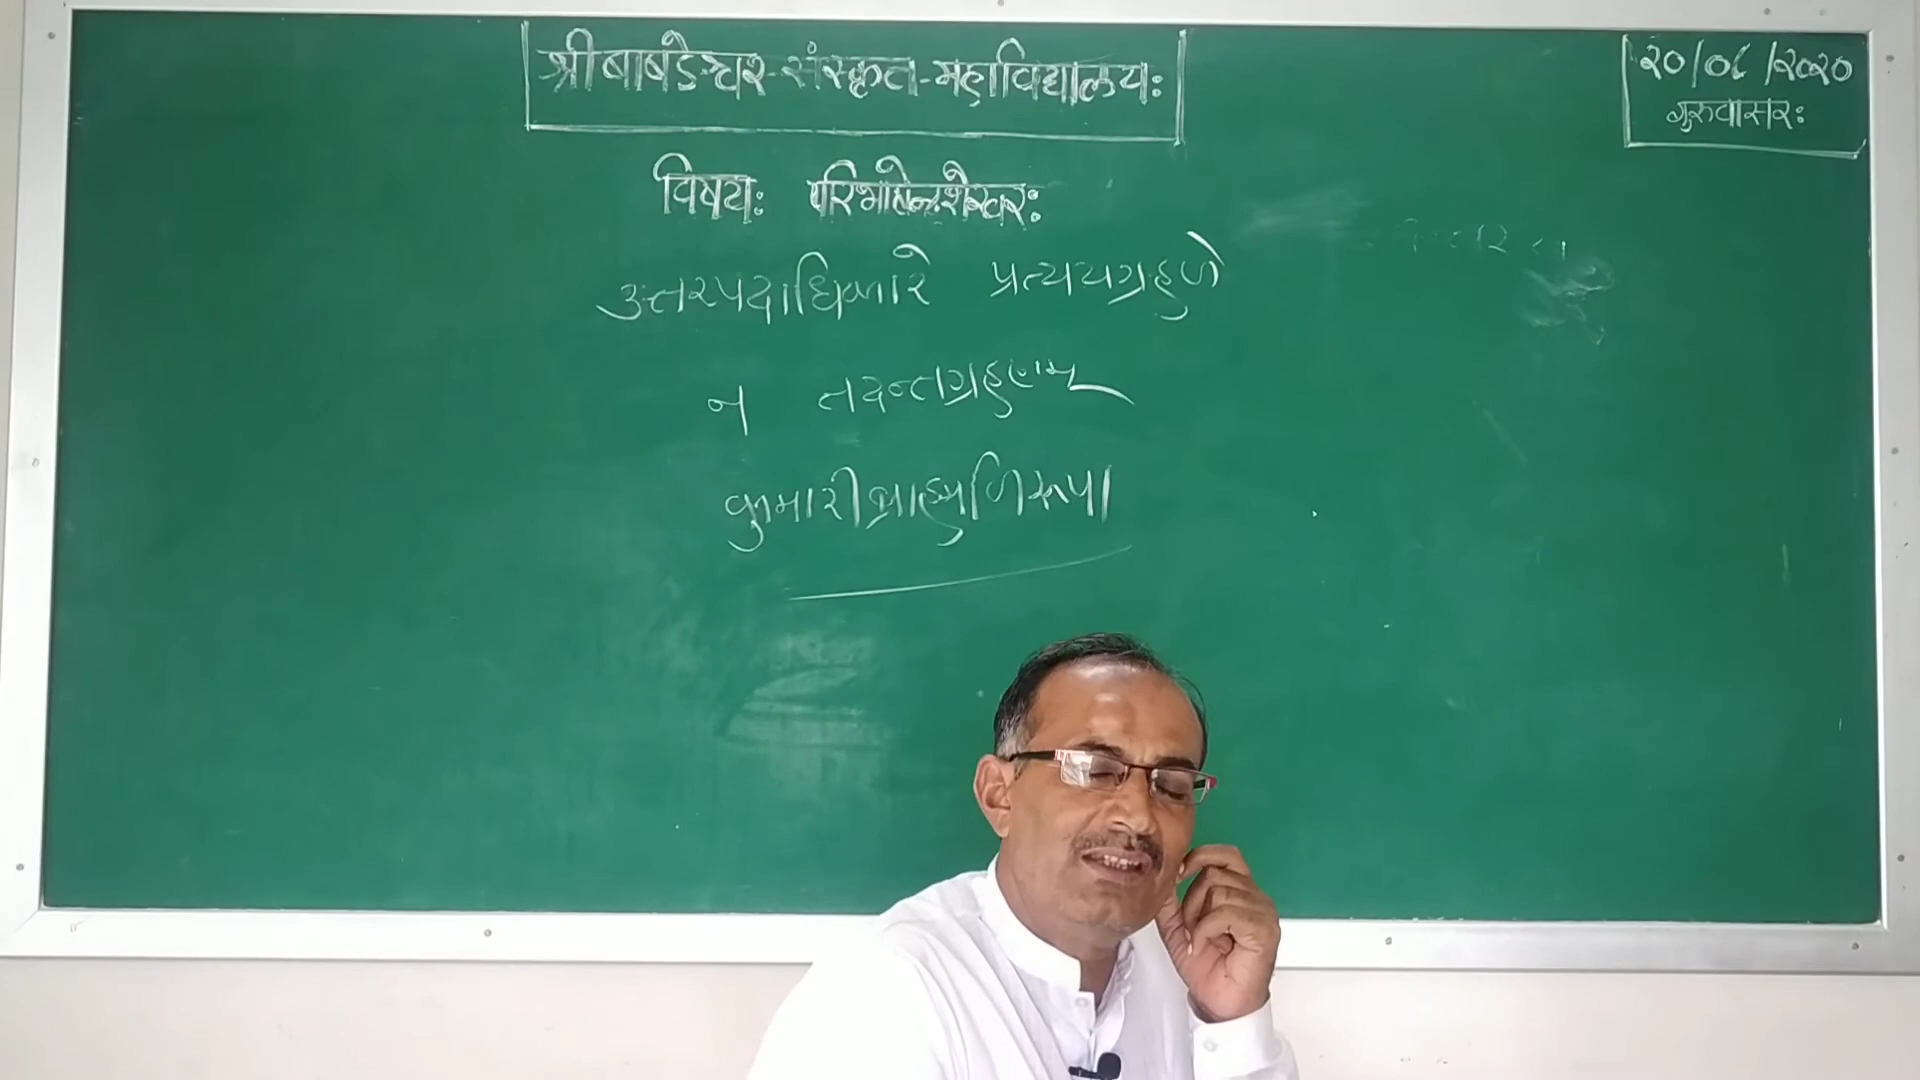 श्रीबाबडेश्वर-संस्कृत-महाविद्यालयः
२०/०८/२०२०
गुरुवासरः
विषयः परिभाषेन्दुशेखरः
उत्तरपदाधिकारे प्रत्ययग्रहणे
न तदन्तग्रहणम्
कुमारीब्राह्मणिरूपा